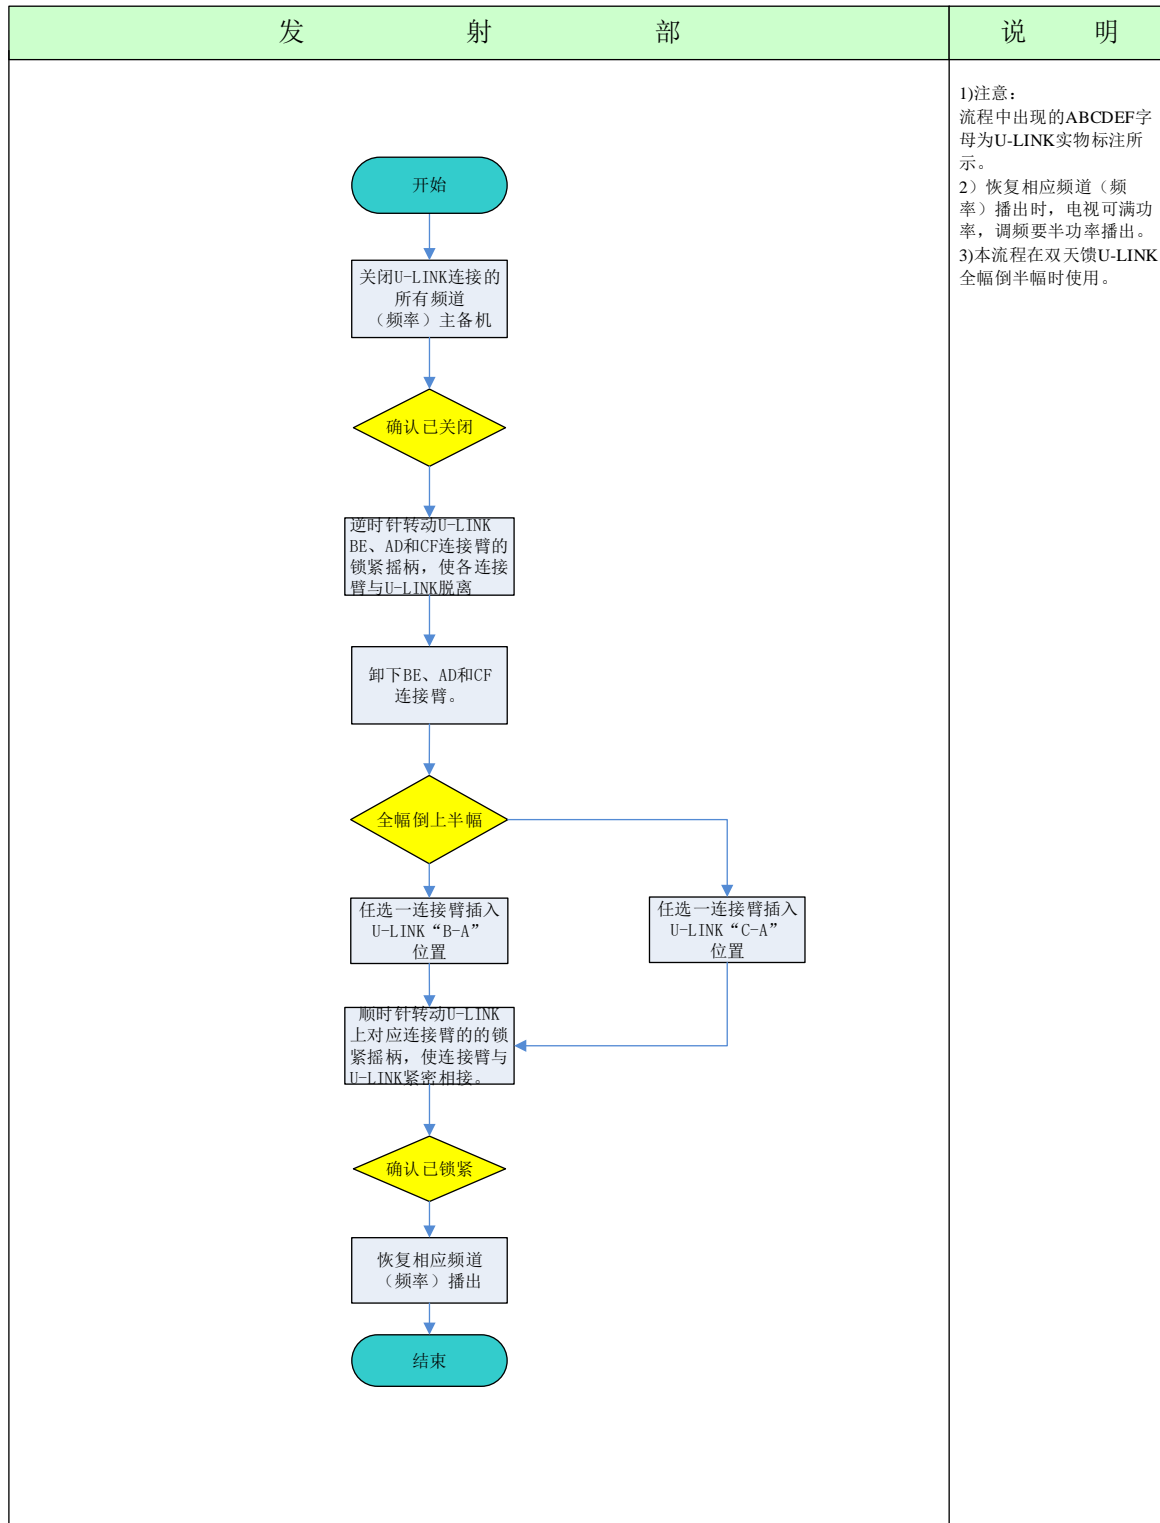 发 射 部
说 明
1)注意：
流程中出现的ABCDEF字
母为U-LINK实物标注所
示。
2）恢复相应频道（频
率）播出时，电视可满功
率，调频要半功率播出。
3)本流程在双天馈U-LINK
全幅倒半幅时使用。
开始
关闭U-LINK连接的
所有频道
（频率）主备机
确认已关闭
逆时针转动U-LINK
BE、AD和CF连接臂的
锁紧摇柄，使各连接
臂与U-LINK脱离
卸下BE、AD和CF
连接臂。
全幅倒上半幅
任选一连接臂插入
U-LINK“B-A”
位置
任选一连接臂插入
U-LINK“C-A”
位置
顺时针转动U-LINK
上对应连接臂的的锁
紧摇柄，使连接臂与
U-LINK紧密相接。
确认已锁紧
恢复相应频道
（频率）播出
结束